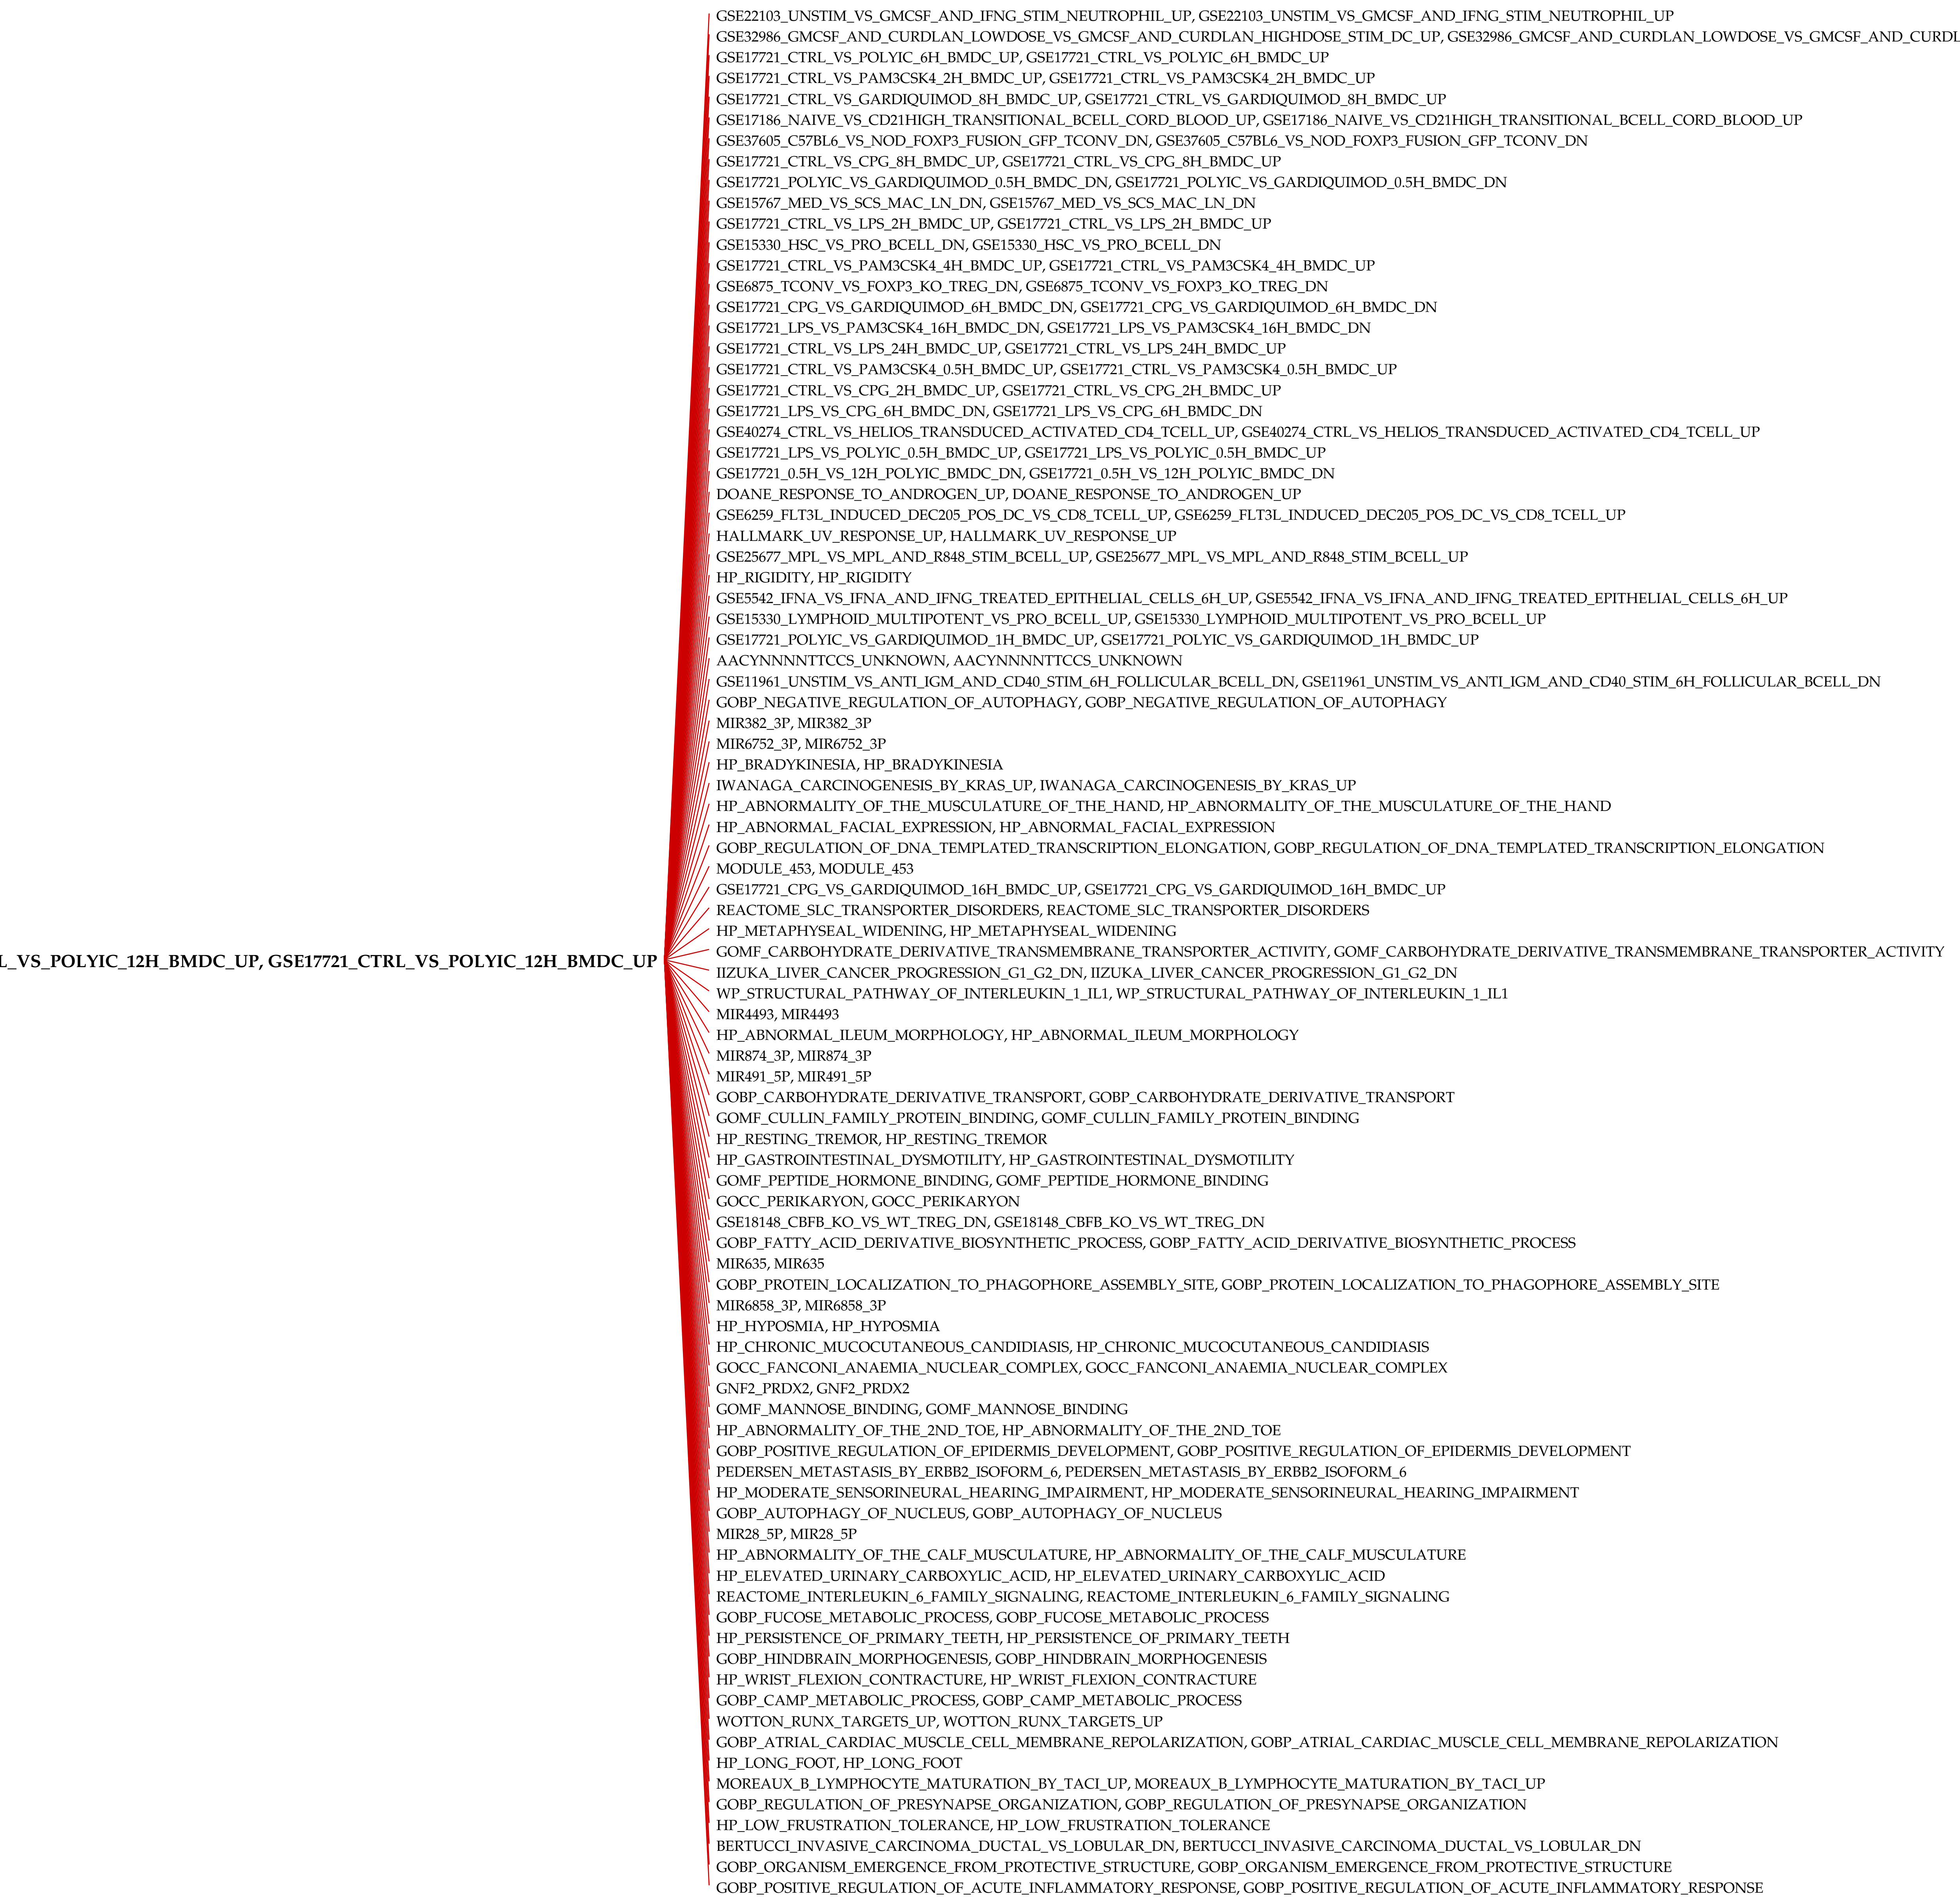 GSE22103_UNSTIM_VS_GMCSF_AND_IFNG_STIM_NEUTROPHIL_UP, GSE22103_UNSTIM_VS_GMCSF_AND_IFNG_STIM_NEUTROPHIL_UP
GSE32986_GMCSF_AND_CURDLAN_LOWDOSE_VS_GMCSF_AND_CURDLAN_HIGHDOSE_STIM_DC_UP, GSE32986_GMCSF_AND_CURDLAN_LOWDOSE_VS_GMCSF_AND_CURDL
GSE17721_CTRL_VS_POLYIC_6H_BMDC_UP, GSE17721_CTRL_VS_POLYIC_6H_BMDC_UP
GSE17721_CTRL_VS_PAM3CSK4_2H_BMDC_UP, GSE17721_CTRL_VS_PAM3CSK4_2H_BMDC_UP
GSE17721_CTRL_VS_GARDIQUIMOD_8H_BMDC_UP, GSE17721_CTRL_VS_GARDIQUIMOD_8H_BMDC_UP
GSE17186_NAIVE_VS_CD21HIGH_TRANSITIONAL_BCELL_CORD_BLOOD_UP, GSE17186_NAIVE_VS_CD21HIGH_TRANSITIONAL_BCELL_CORD_BLOOD_UP
GSE37605_C57BL6_VS_NOD_FOXP3_FUSION_GFP_TCONV_DN, GSE37605_C57BL6_VS_NOD_FOXP3_FUSION_GFP_TCONV_DN
GSE17721_CTRL_VS_CPG_8H_BMDC_UP, GSE17721_CTRL_VS_CPG_8H_BMDC_UP
GSE17721_POLYIC_VS_GARDIQUIMOD_0.5H_BMDC_DN, GSE17721_POLYIC_VS_GARDIQUIMOD_0.5H_BMDC_DN
GSE15767_MED_VS_SCS_MAC_LN_DN, GSE15767_MED_VS_SCS_MAC_LN_DN
GSE17721_CTRL_VS_LPS_2H_BMDC_UP, GSE17721_CTRL_VS_LPS_2H_BMDC_UP
GSE15330_HSC_VS_PRO_BCELL_DN, GSE15330_HSC_VS_PRO_BCELL_DN
GSE17721_CTRL_VS_PAM3CSK4_4H_BMDC_UP, GSE17721_CTRL_VS_PAM3CSK4_4H_BMDC_UP
GSE6875_TCONV_VS_FOXP3_KO_TREG_DN, GSE6875_TCONV_VS_FOXP3_KO_TREG_DN
GSE17721_CPG_VS_GARDIQUIMOD_6H_BMDC_DN, GSE17721_CPG_VS_GARDIQUIMOD_6H_BMDC_DN
GSE17721_LPS_VS_PAM3CSK4_16H_BMDC_DN, GSE17721_LPS_VS_PAM3CSK4_16H_BMDC_DN
GSE17721_CTRL_VS_LPS_24H_BMDC_UP, GSE17721_CTRL_VS_LPS_24H_BMDC_UP
GSE17721_CTRL_VS_PAM3CSK4_0.5H_BMDC_UP, GSE17721_CTRL_VS_PAM3CSK4_0.5H_BMDC_UP
GSE17721_CTRL_VS_CPG_2H_BMDC_UP, GSE17721_CTRL_VS_CPG_2H_BMDC_UP
GSE17721_LPS_VS_CPG_6H_BMDC_DN, GSE17721_LPS_VS_CPG_6H_BMDC_DN
GSE40274_CTRL_VS_HELIOS_TRANSDUCED_ACTIVATED_CD4_TCELL_UP, GSE40274_CTRL_VS_HELIOS_TRANSDUCED_ACTIVATED_CD4_TCELL_UP
GSE17721_LPS_VS_POLYIC_0.5H_BMDC_UP, GSE17721_LPS_VS_POLYIC_0.5H_BMDC_UP
GSE17721_0.5H_VS_12H_POLYIC_BMDC_DN, GSE17721_0.5H_VS_12H_POLYIC_BMDC_DN
DOANE_RESPONSE_TO_ANDROGEN_UP, DOANE_RESPONSE_TO_ANDROGEN_UP
GSE6259_FLT3L_INDUCED_DEC205_POS_DC_VS_CD8_TCELL_UP, GSE6259_FLT3L_INDUCED_DEC205_POS_DC_VS_CD8_TCELL_UP
HALLMARK_UV_RESPONSE_UP, HALLMARK_UV_RESPONSE_UP
GSE25677_MPL_VS_MPL_AND_R848_STIM_BCELL_UP, GSE25677_MPL_VS_MPL_AND_R848_STIM_BCELL_UP
HP_RIGIDITY, HP_RIGIDITY
GSE5542_IFNA_VS_IFNA_AND_IFNG_TREATED_EPITHELIAL_CELLS_6H_UP, GSE5542_IFNA_VS_IFNA_AND_IFNG_TREATED_EPITHELIAL_CELLS_6H_UP
GSE15330_LYMPHOID_MULTIPOTENT_VS_PRO_BCELL_UP, GSE15330_LYMPHOID_MULTIPOTENT_VS_PRO_BCELL_UP
GSE17721_POLYIC_VS_GARDIQUIMOD_1H_BMDC_UP, GSE17721_POLYIC_VS_GARDIQUIMOD_1H_BMDC_UP
AACYNNNNTTCCS_UNKNOWN, AACYNNNNTTCCS_UNKNOWN
GSE11961_UNSTIM_VS_ANTI_IGM_AND_CD40_STIM_6H_FOLLICULAR_BCELL_DN, GSE11961_UNSTIM_VS_ANTI_IGM_AND_CD40_STIM_6H_FOLLICULAR_BCELL_DN
GOBP_NEGATIVE_REGULATION_OF_AUTOPHAGY, GOBP_NEGATIVE_REGULATION_OF_AUTOPHAGY
MIR382_3P, MIR382_3P
MIR6752_3P, MIR6752_3P
HP_BRADYKINESIA, HP_BRADYKINESIA
IWANAGA_CARCINOGENESIS_BY_KRAS_UP, IWANAGA_CARCINOGENESIS_BY_KRAS_UP
HP_ABNORMALITY_OF_THE_MUSCULATURE_OF_THE_HAND, HP_ABNORMALITY_OF_THE_MUSCULATURE_OF_THE_HAND
HP_ABNORMAL_FACIAL_EXPRESSION, HP_ABNORMAL_FACIAL_EXPRESSION
GOBP_REGULATION_OF_DNA_TEMPLATED_TRANSCRIPTION_ELONGATION, GOBP_REGULATION_OF_DNA_TEMPLATED_TRANSCRIPTION_ELONGATION
MODULE_453, MODULE_453
GSE17721_CPG_VS_GARDIQUIMOD_16H_BMDC_UP, GSE17721_CPG_VS_GARDIQUIMOD_16H_BMDC_UP
REACTOME_SLC_TRANSPORTER_DISORDERS, REACTOME_SLC_TRANSPORTER_DISORDERS
HP_METAPHYSEAL_WIDENING, HP_METAPHYSEAL_WIDENING
GOMF_CARBOHYDRATE_DERIVATIVE_TRANSMEMBRANE_TRANSPORTER_ACTIVITY, GOMF_CARBOHYDRATE_DERIVATIVE_TRANSMEMBRANE_TRANSPORTER_ACTIVITY
L_VS_POLYIC_12H_BMDC_UP, GSE17721_CTRL_VS_POLYIC_12H_BMDC_UP
IIZUKA_LIVER_CANCER_PROGRESSION_G1_G2_DN, IIZUKA_LIVER_CANCER_PROGRESSION_G1_G2_DN
WP_STRUCTURAL_PATHWAY_OF_INTERLEUKIN_1_IL1, WP_STRUCTURAL_PATHWAY_OF_INTERLEUKIN_1_IL1
MIR4493, MIR4493
HP_ABNORMAL_ILEUM_MORPHOLOGY, HP_ABNORMAL_ILEUM_MORPHOLOGY
MIR874_3P, MIR874_3P
MIR491_5P, MIR491_5P
GOBP_CARBOHYDRATE_DERIVATIVE_TRANSPORT, GOBP_CARBOHYDRATE_DERIVATIVE_TRANSPORT
GOMF_CULLIN_FAMILY_PROTEIN_BINDING, GOMF_CULLIN_FAMILY_PROTEIN_BINDING
HP_RESTING_TREMOR, HP_RESTING_TREMOR
HP_GASTROINTESTINAL_DYSMOTILITY, HP_GASTROINTESTINAL_DYSMOTILITY
GOMF_PEPTIDE_HORMONE_BINDING, GOMF_PEPTIDE_HORMONE_BINDING
GOCC_PERIKARYON, GOCC_PERIKARYON
GSE18148_CBFB_KO_VS_WT_TREG_DN, GSE18148_CBFB_KO_VS_WT_TREG_DN
GOBP_FATTY_ACID_DERIVATIVE_BIOSYNTHETIC_PROCESS, GOBP_FATTY_ACID_DERIVATIVE_BIOSYNTHETIC_PROCESS
MIR635, MIR635
GOBP_PROTEIN_LOCALIZATION_TO_PHAGOPHORE_ASSEMBLY_SITE, GOBP_PROTEIN_LOCALIZATION_TO_PHAGOPHORE_ASSEMBLY_SITE
MIR6858_3P, MIR6858_3P
HP_HYPOSMIA, HP_HYPOSMIA
HP_CHRONIC_MUCOCUTANEOUS_CANDIDIASIS, HP_CHRONIC_MUCOCUTANEOUS_CANDIDIASIS
GOCC_FANCONI_ANAEMIA_NUCLEAR_COMPLEX, GOCC_FANCONI_ANAEMIA_NUCLEAR_COMPLEX
GNF2_PRDX2, GNF2_PRDX2
GOMF_MANNOSE_BINDING, GOMF_MANNOSE_BINDING
HP_ABNORMALITY_OF_THE_2ND_TOE, HP_ABNORMALITY_OF_THE_2ND_TOE
GOBP_POSITIVE_REGULATION_OF_EPIDERMIS_DEVELOPMENT, GOBP_POSITIVE_REGULATION_OF_EPIDERMIS_DEVELOPMENT
PEDERSEN_METASTASIS_BY_ERBB2_ISOFORM_6, PEDERSEN_METASTASIS_BY_ERBB2_ISOFORM_6
HP_MODERATE_SENSORINEURAL_HEARING_IMPAIRMENT, HP_MODERATE_SENSORINEURAL_HEARING_IMPAIRMENT
GOBP_AUTOPHAGY_OF_NUCLEUS, GOBP_AUTOPHAGY_OF_NUCLEUS
MIR28_5P, MIR28_5P
HP_ABNORMALITY_OF_THE_CALF_MUSCULATURE, HP_ABNORMALITY_OF_THE_CALF_MUSCULATURE
HP_ELEVATED_URINARY_CARBOXYLIC_ACID, HP_ELEVATED_URINARY_CARBOXYLIC_ACID
REACTOME_INTERLEUKIN_6_FAMILY_SIGNALING, REACTOME_INTERLEUKIN_6_FAMILY_SIGNALING
GOBP_FUCOSE_METABOLIC_PROCESS, GOBP_FUCOSE_METABOLIC_PROCESS
HP_PERSISTENCE_OF_PRIMARY_TEETH, HP_PERSISTENCE_OF_PRIMARY_TEETH
GOBP_HINDBRAIN_MORPHOGENESIS, GOBP_HINDBRAIN_MORPHOGENESIS
HP_WRIST_FLEXION_CONTRACTURE, HP_WRIST_FLEXION_CONTRACTURE
GOBP_CAMP_METABOLIC_PROCESS, GOBP_CAMP_METABOLIC_PROCESS
WOTTON_RUNX_TARGETS_UP, WOTTON_RUNX_TARGETS_UP
GOBP_ATRIAL_CARDIAC_MUSCLE_CELL_MEMBRANE_REPOLARIZATION, GOBP_ATRIAL_CARDIAC_MUSCLE_CELL_MEMBRANE_REPOLARIZATION
HP_LONG_FOOT, HP_LONG_FOOT
MOREAUX_B_LYMPHOCYTE_MATURATION_BY_TACI_UP, MOREAUX_B_LYMPHOCYTE_MATURATION_BY_TACI_UP
GOBP_REGULATION_OF_PRESYNAPSE_ORGANIZATION, GOBP_REGULATION_OF_PRESYNAPSE_ORGANIZATION
HP_LOW_FRUSTRATION_TOLERANCE, HP_LOW_FRUSTRATION_TOLERANCE
BERTUCCI_INVASIVE_CARCINOMA_DUCTAL_VS_LOBULAR_DN, BERTUCCI_INVASIVE_CARCINOMA_DUCTAL_VS_LOBULAR_DN
GOBP_ORGANISM_EMERGENCE_FROM_PROTECTIVE_STRUCTURE, GOBP_ORGANISM_EMERGENCE_FROM_PROTECTIVE_STRUCTURE
GOBP_POSITIVE_REGULATION_OF_ACUTE_INFLAMMATORY_RESPONSE, GOBP_POSITIVE_REGULATION_OF_ACUTE_INFLAMMATORY_RESPONSE